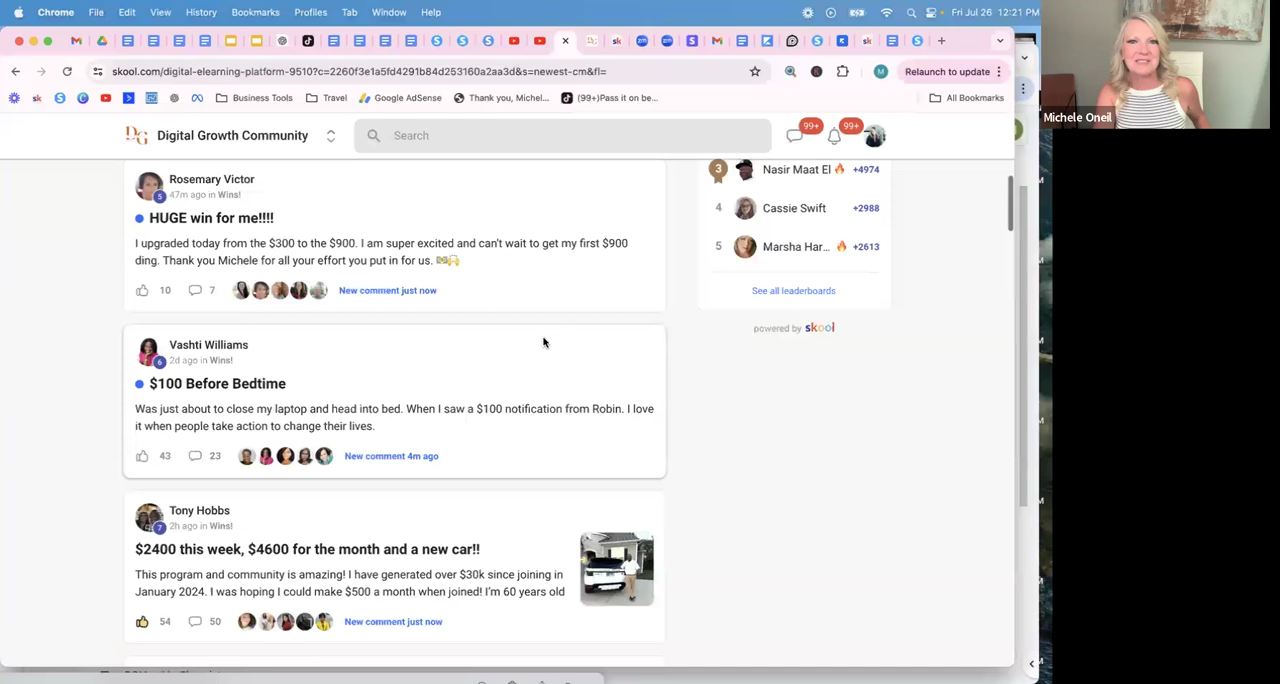 Chrome File Edit View History Bookmarks Profiles Tab Window Help Fri Jul 26 12:21 PM
skool.com/digital-elearning-platform-9510?c=2260f3e1a5fd4291b84d253160a2aa3d&s=newest-cm&fl=
M
Relaunch to update
Business Tools Travel Google AdSense Thank you, Michel... (99+)Pass it on be... All Bookmarks
Michele Oneil
DG Digital Growth Community
Search
99+ 99+
Rosemary Victor
5 47m ago in Wins!
HUGE win for me!!!!
I upgraded today from the $300 to the $900. I am super excited and can't wait to get my first $900
ding. Thank you Michele for all your effort you put in for us.
10 7 New comment just now
Vashti Williams
6 2d ago in Wins!
$100 Before Bedtime
Was just about to close my laptop and head into bed. When I saw a $100 notification from Robin. I love
it when people take action to change their lives.
43 23 New comment 4m ago
Tony Hobbs
7 2h ago in Wins!
$2400 this week, $4600 for the month and a new car!!
This program and community is amazing! I have generated over $30k since joining in
January 2024. I was hoping I could make $500 a month when joined! I'm 60 years old
54 50 New comment just now
3 Nasir Maat El +4974
4 Cassie Swift +2988
5 Marsha Har... +2613
See all leaderboards
powered by skool